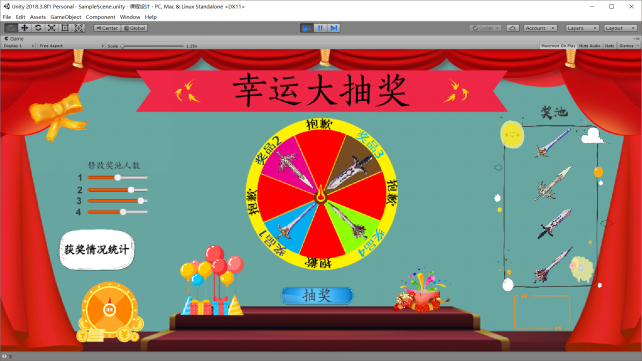 Unity 2018.3.8f1 Personal - SampleScene.unity - 课程设计 - PC, Mac & Linux Standalone <DX11>
File Edit Assets GameObject Component Window Help
Center Global
Collab Account Layers Layout
Game
Display 1 Free Aspect Scale 1.25x Maximize On Play Mute Audio Stats Gizmos
幸运大抽奖
奖池
抱歉
奖品3
抱歉
奖品4
抱歉
奖品1
抱歉
奖品2
修改奖池人数
1
2
3
4
获奖情况统计
抽奖